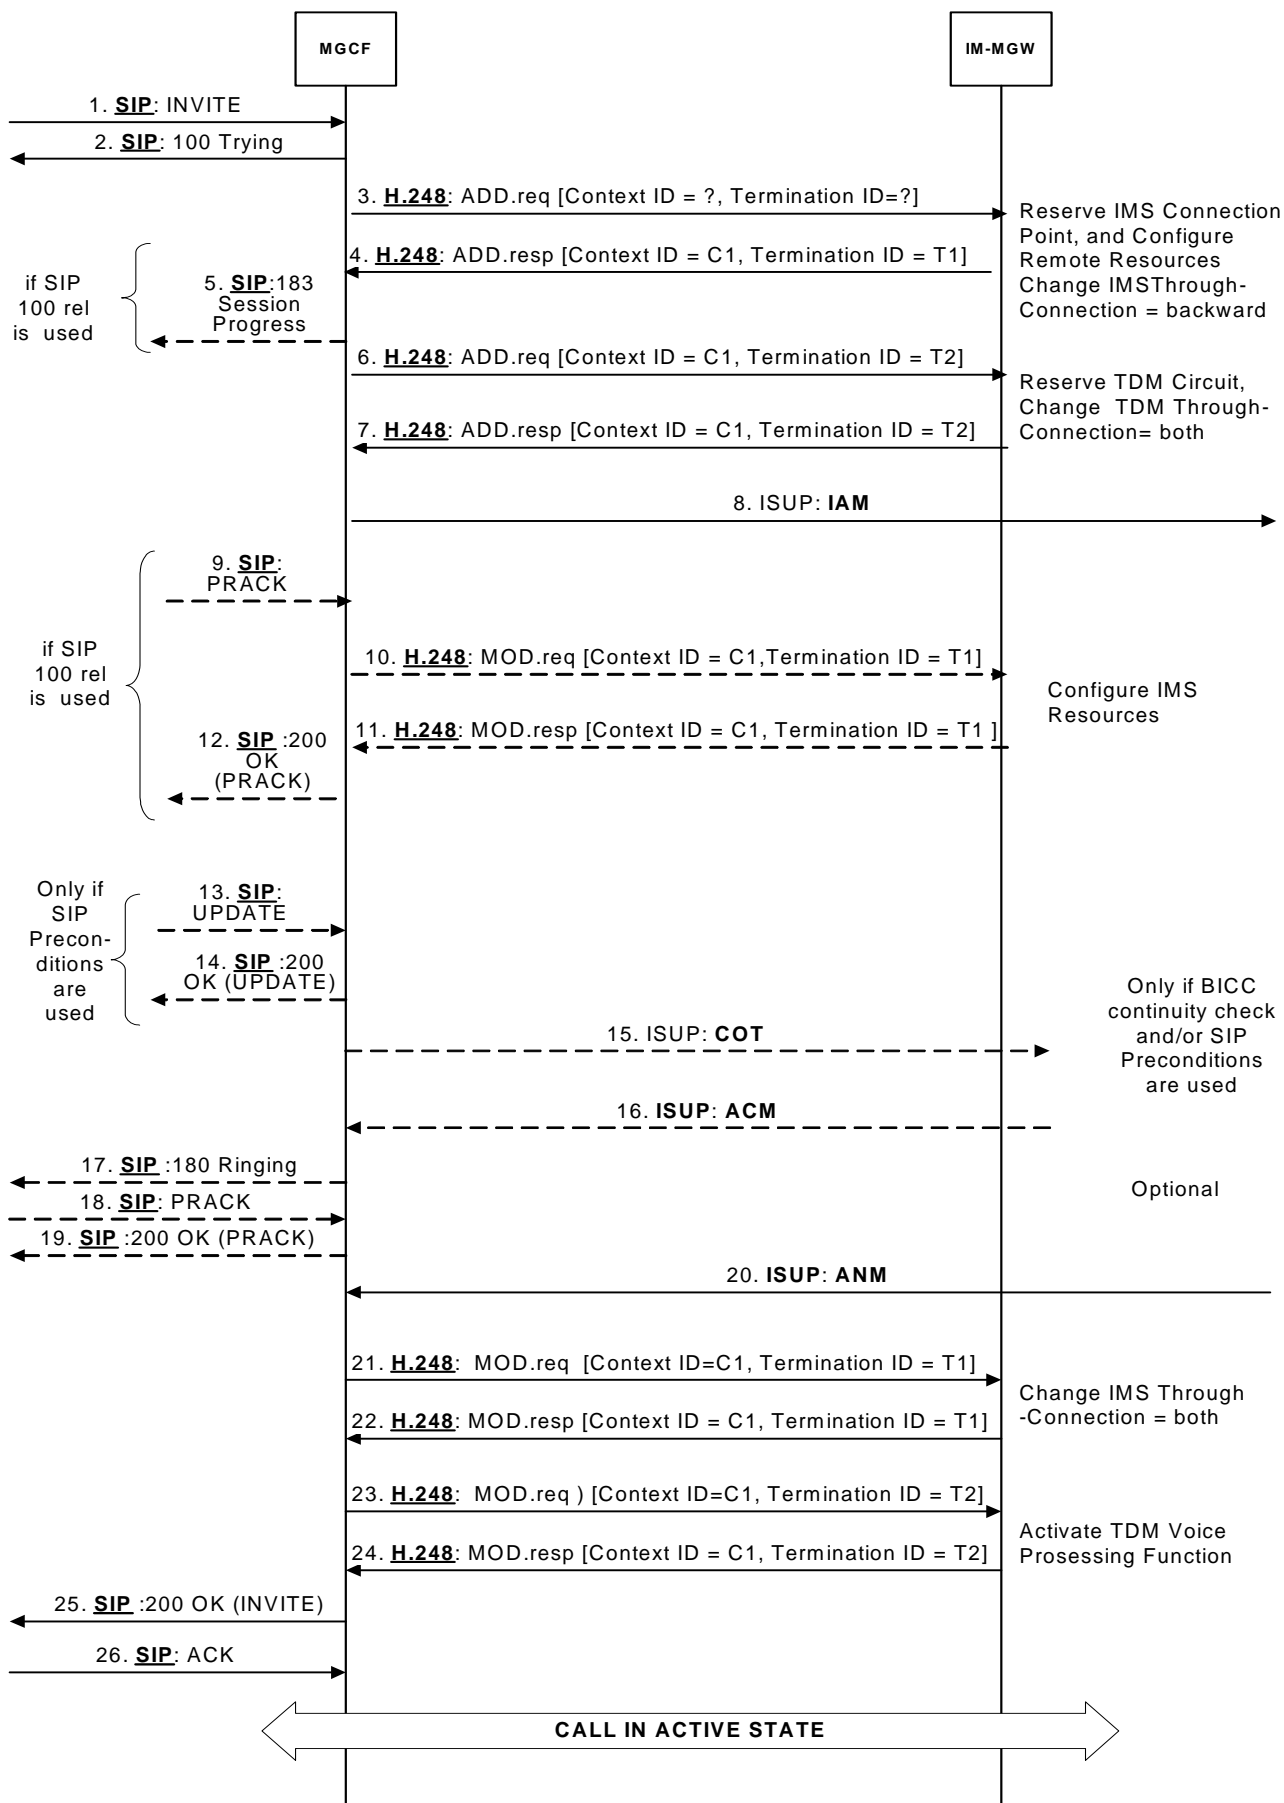 MGCF
IM-MGW
1. SIP: INVITE
2. SIP: 100 Trying
3. H.248: ADD.req [Context ID = ?, Termination ID=?]
Reserve IMS Connection
Point, and Configure
Remote Resources
Change IMSThrough-
Connection = backward
4. H.248: ADD.resp [Context ID = C1, Termination ID = T1]
if SIP
100 rel
is used
5. SIP:183
Session
Progress
6. H.248: ADD.req [Context ID = C1, Termination ID = T2]
Reserve TDM Circuit,
Change TDM Through-
Connection= both
7. H.248: ADD.resp [Context ID = C1, Termination ID = T2]
8. ISUP: IAM
9. SIP:
PRACK
if SIP
100 rel
is used
10. H.248: MOD.req [Context ID = C1,Termination ID = T1]
Configure IMS
Resources
11. H.248: MOD.resp [Context ID = C1, Termination ID = T1 ]
12. SIP :200
OK
(PRACK)
Only if
SIP
Precon-
ditions
are
used
13. SIP:
UPDATE
14. SIP :200
OK (UPDATE)
15. ISUP: COT
Only if BICC
continuity check
and/or SIP
Preconditions
are used
16. ISUP: ACM
17. SIP :180 Ringing
18. SIP: PRACK
19. SIP :200 OK (PRACK)
Optional
20. ISUP: ANM
21. H.248: MOD.req [Context ID=C1, Termination ID = T1]
22. H.248: MOD.resp [Context ID = C1, Termination ID = T1]
Change IMS Through
-Connection = both
23. H.248: MOD.req ) [Context ID=C1, Termination ID = T2]
24. H.248: MOD.resp [Context ID = C1, Termination ID = T2]
Activate TDM Voice
Prosessing Function
25. SIP :200 OK (INVITE)
26. SIP: ACK
CALL IN ACTIVE STATE